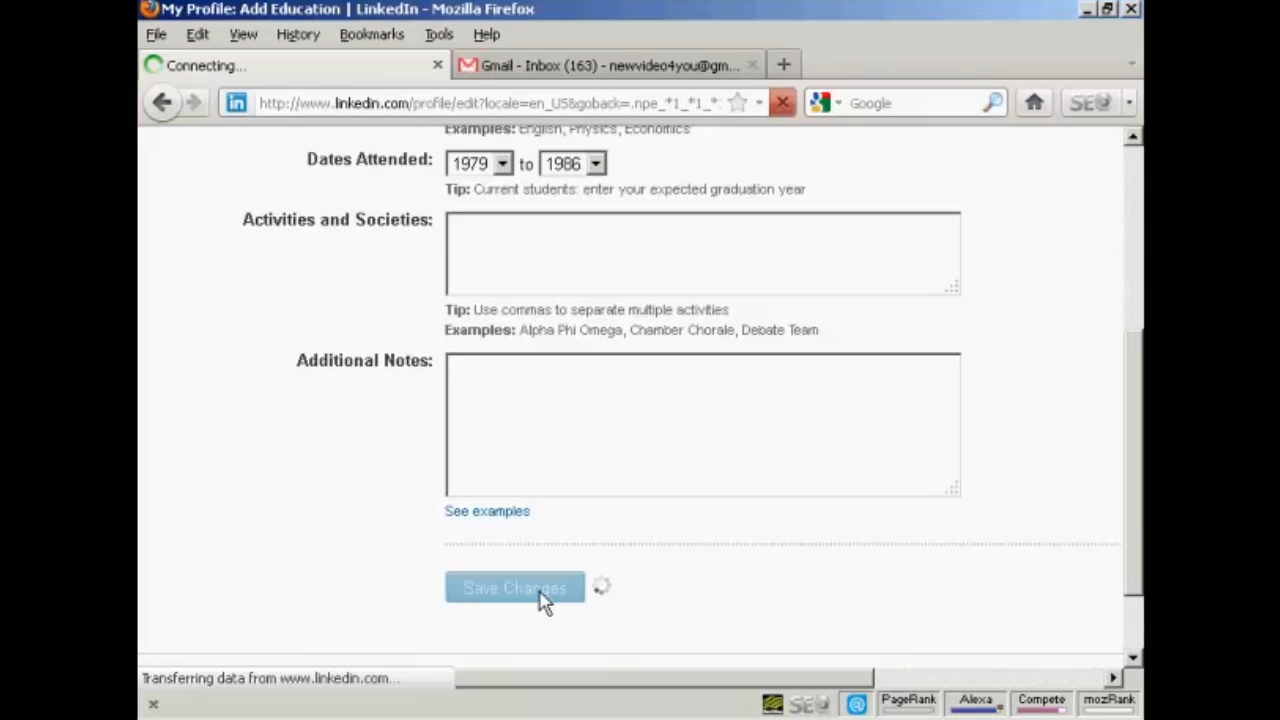 My Profile: Add Education | LinkedIn - Mozilla Firefox
File Edit View History Bookmarks Tools Help
Connecting... Gmail - Inbox (163) - newvideo4you@gm...
http://www.linkedin.com/profile/edit?locale=en_US&goback=.npe_*1_*1_*: Google SEO
Examples: English, Physics, Economics
Dates Attended: 1979 to 1986
Tip: Current students: enter your expected graduation year
Activities and Societies:
Tip: Use commas to separate multiple activities
Examples: Alpha Phi Omega, Chamber Chorale, Debate Team
Additional Notes:
See examples
Save Changes
Transferring data from www.linkedin.com...
SEO PageRank Alexa Compete mozRank